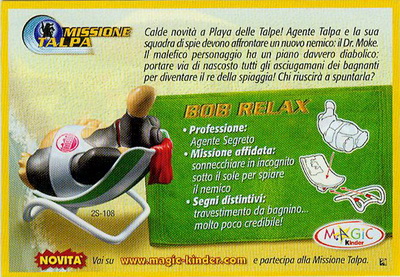 MISSIONE
TALPA
Calde novità a Playa delle Talpe! Agente Talpa e la sua
squadra di spie devono affrontare un nuovo nemico: il Dr. Moke.
Il malefico personaggio ha un piano davvero diabolico:
portare via di nascosto tutti gli asciugamani dei bagnanti
per diventare il re della spiaggia! Chi riuscirà a spuntarla?
BOB RELAX
• Professione:
Agente Segreto
• Missione affidata:
sonnecchiare in incognito
sotto il sole per spiare
il nemico
• Segni distintivi:
travestimento da bagnino...
molto poco credibile!
2S-108
MAGIC
Kinder
NOVITÀ Vai su www.magic-kinder.com e partecipa alla Missione Talpa.